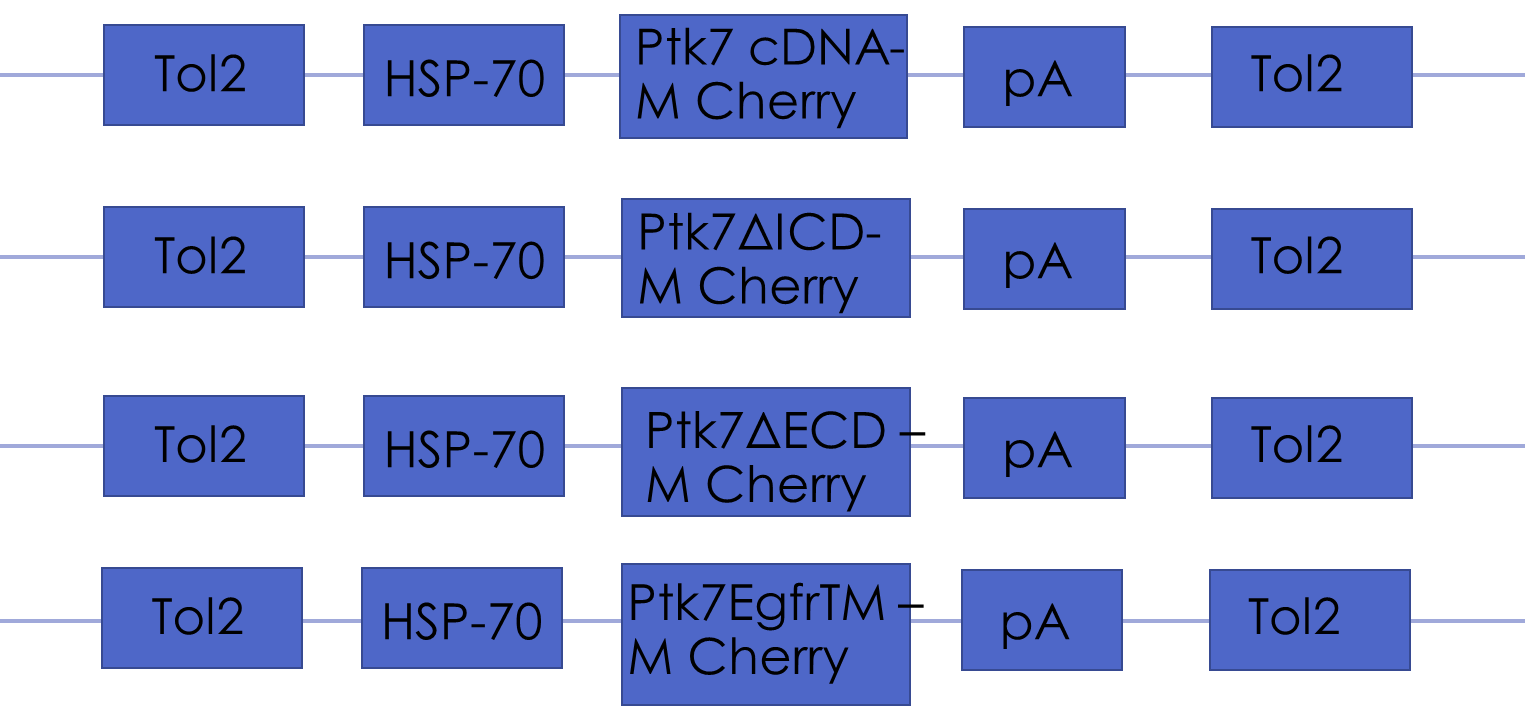 Tol2
HSP-70
Ptk7 cDNA-
M Cherry
pA
Tol2
Tol2
HSP-70
Ptk7ΔICD-
M Cherry
pA
Tol2
Tol2
HSP-70
Ptk7ΔECD –
M Cherry
pA
Tol2
Tol2
HSP-70
Ptk7EgfrTM –
M Cherry
pA
Tol2